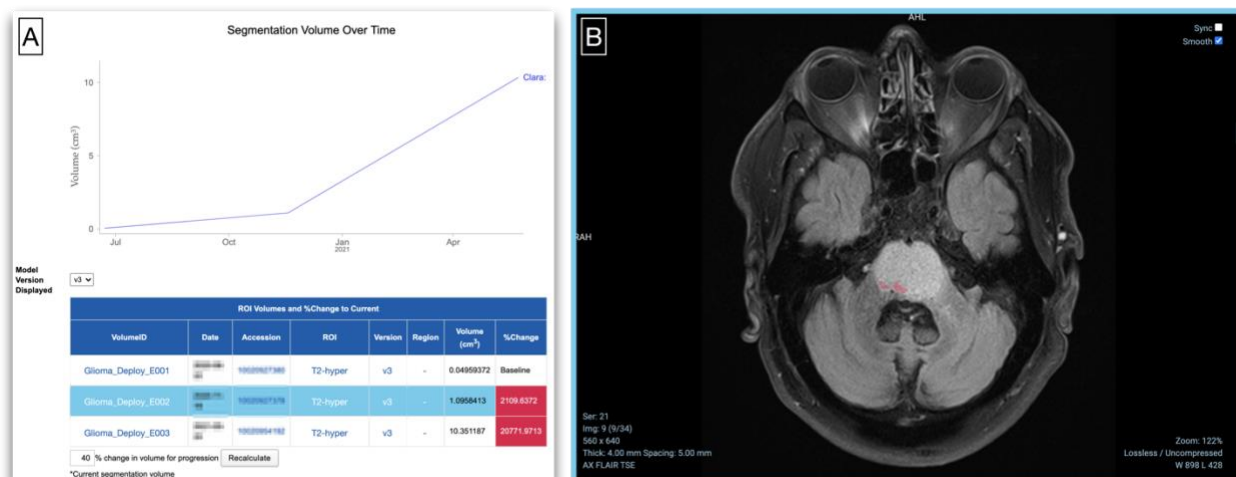 A
Segmentation Volume Over Time
Volume (cm³)
10
5
0
Clara:
Jul
Oct
Jan
2021
Apr
Model
Version
Displayed
v3
ROI Volumes and %Change to Current
VolumeID Date Accession ROI Version Region Volume (cm³) %Change
Glioma_Deploy_E001 T2-hyper v3 - 0.04959372 Baseline
Glioma_Deploy_E002 T2-hyper v3 - 1.0958413 2109.6372
Glioma_Deploy_E003 T2-hyper v3 - 10.351187 20771.9713
40 % change in volume for progression Recalculate
*Current segmentation volume
B
AHL
Sync
Smooth
RAH
Ser: 21
Img: 9 (9/34)
560 x 640
Thick: 4.00 mm Spacing: 5.00 mm
AX FLAIR TSE
Zoom: 122%
Lossless / Uncompressed
W 898 L 428